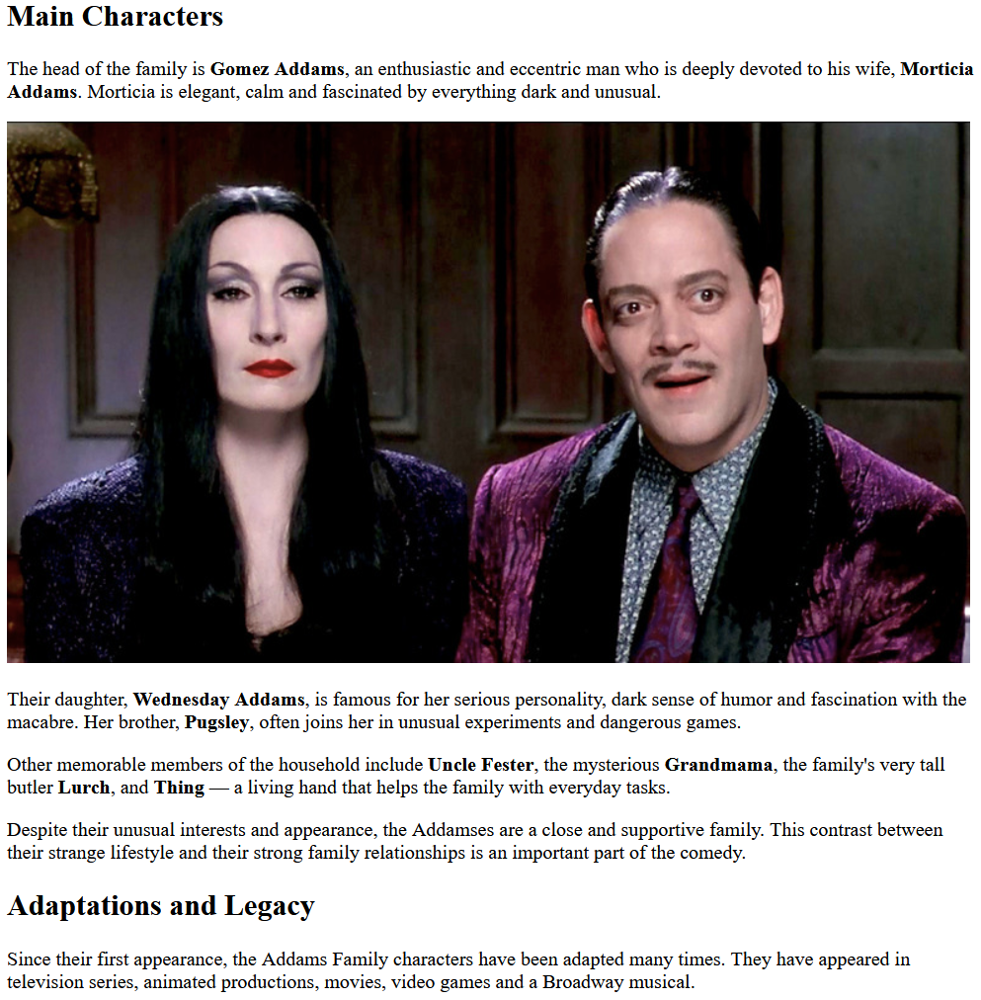 Main Characters
The head of the family is Gomez Addams, an enthusiastic and eccentric man who is deeply devoted to his wife, Morticia
Addams. Morticia is elegant, calm and fascinated by everything dark and unusual.
Their daughter, Wednesday Addams, is famous for her serious personality, dark sense of humor and fascination with the
macabre. Her brother, Pugsley, often joins her in unusual experiments and dangerous games.
Other memorable members of the household include Uncle Fester, the mysterious Grandmama, the family's very tall
butler Lurch, and Thing — a living hand that helps the family with everyday tasks.
Despite their unusual interests and appearance, the Addamses are a close and supportive family. This contrast between
their strange lifestyle and their strong family relationships is an important part of the comedy.
Adaptations and Legacy
Since their first appearance, the Addams Family characters have been adapted many times. They have appeared in
television series, animated productions, movies, video games and a Broadway musical.